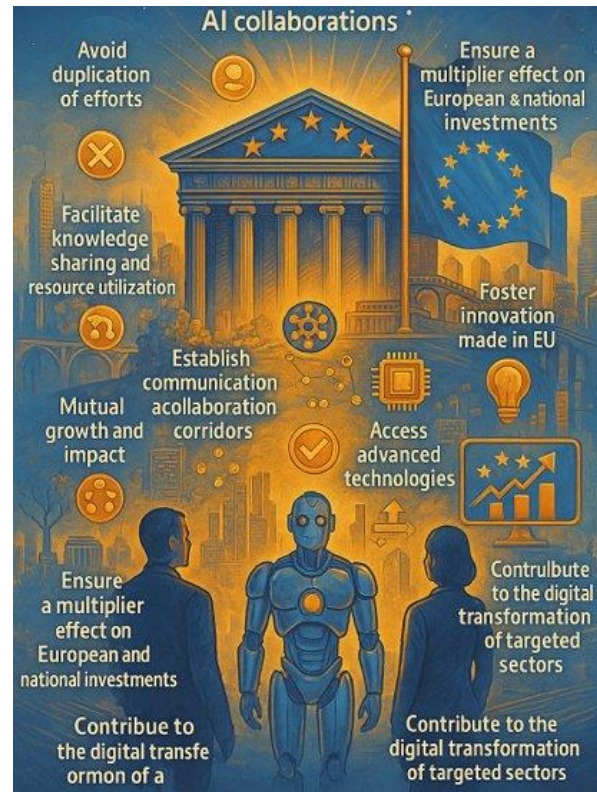 AI collaborations
Avoid
duplication
of efforts
Ensure a
multiplier effect on
European & national
investments
Facilitate
knowledge
sharing and
resource utilization
Foster
innovation
made in EU
Establish
communication
acollaboration
corridors
Mutual
growth and
impact
Access
advanced
technologies
Ensure
a multiplier
effect on
European and
national investments
Contrulbute
to the digital
transformation
of targeted
sectors
Contribue to
the digital transfe
ormon of a
Contribute to the
digital transformation
of targeted sectors